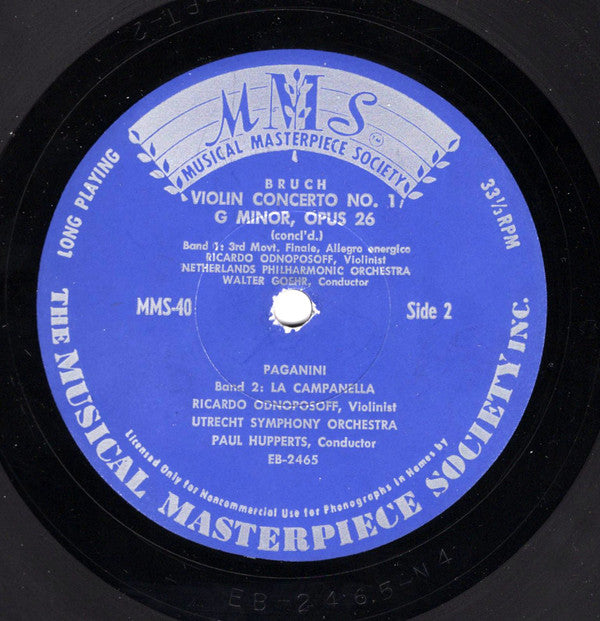 MMS
TM
MUSICAL MASTERPIECE SOCIETY
LONG PLAYING
33 1/3 RPM
BRUCH
VIOLIN CONCERTO NO. 1/
G MINOR, OPUS 26
(concl'd.)
Band 1: 3rd Movt. Finale, Allegro energico
RICARDO ODNOPOSOFF, Violinist
NETHERLANDS PHILHARMONIC ORCHESTRA
WALTER GOEHR, Conductor
MMS-40
Side 2
PAGANINI
Band 2: LA CAMPANELLA
RICARDO ODNOPOSOFF, Violinist
UTRECHT SYMPHONY ORCHESTRA
PAUL HUPPERTS, Conductor
EB-2465
Licensed Only for Noncommercial Use for Phonographs in Homes by
THE MUSICAL MASTERPIECE SOCIETY INC.
EB-2465-N4